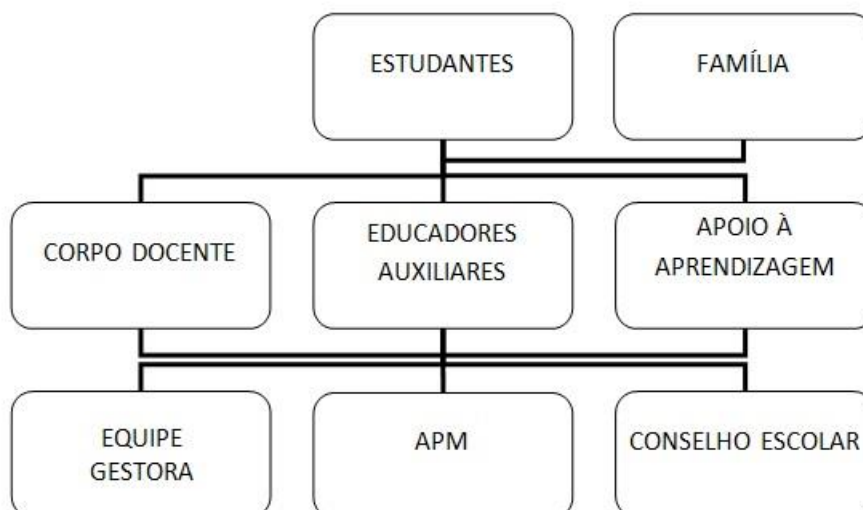 ESTUDANTES
FAMÍLIA
CORPO DOCENTE
EDUCADORES
AUXILIARES
APOIO À
APRENDIZAGEM
EQUIPE
GESTORA
APM
CONSELHO ESCOLAR